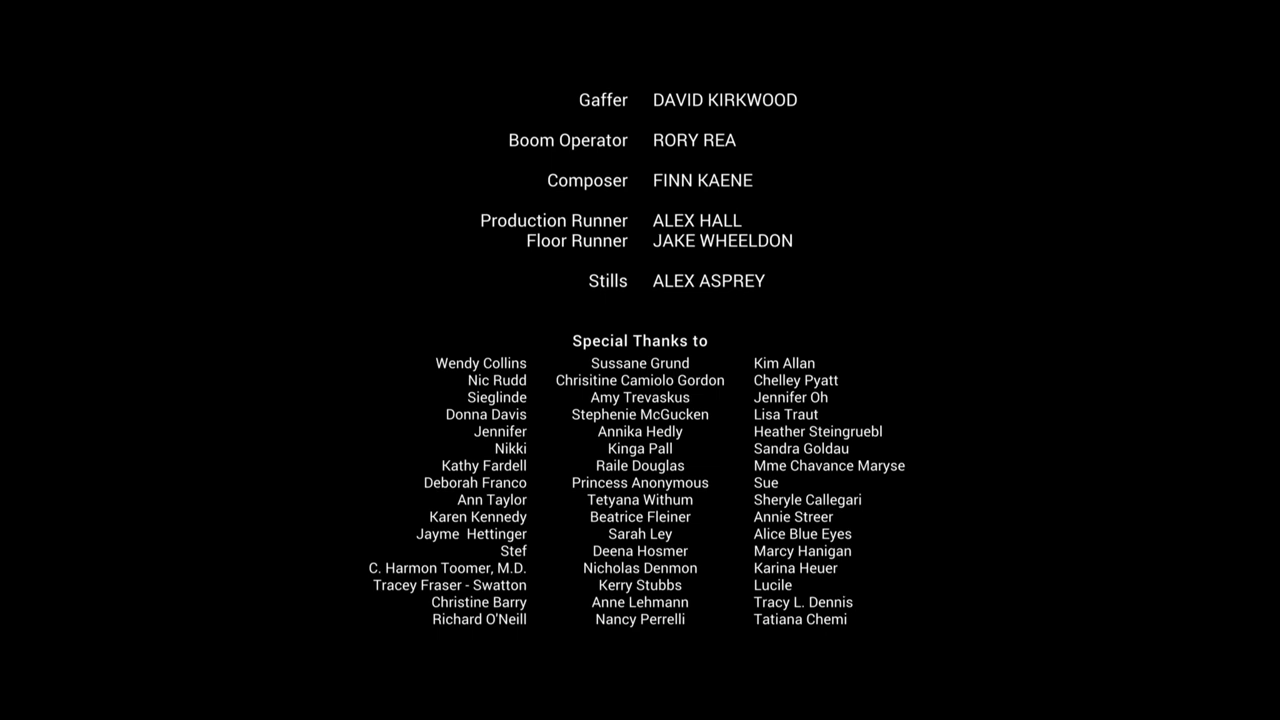 Gaffer DAVID KIRKWOOD
Boom Operator RORY REA
Composer FINN KAENE
Production Runner ALEX HALL
Floor Runner JAKE WHEELDON
Stills ALEX ASPREY
Special Thanks to
Wendy Collins Sussane Grund Kim Allan
Nic Rudd Chrisitine Camiolo Gordon Chelley Pyatt
Sieglinde Amy Trevaskus Jennifer Oh
Donna Davis Stephenie McGucken Lisa Traut
Jennifer Annika Hedly Heather Steingruebl
Nikki Kinga Pall Sandra Goldau
Kathy Fardell Raile Douglas Mme Chavance Maryse
Deborah Franco Princess Anonymous Sue
Ann Taylor Tetyana Withum Sheryle Callegari
Karen Kennedy Beatrice Fleiner Annie Streer
Jayme  Hettinger Sarah Ley Alice Blue Eyes
Stef Deena Hosmer Marcy Hanigan
C. Harmon Toomer, M.D. Nicholas Denmon Karina Heuer
Tracey Fraser - Swatton Kerry Stubbs Lucile
Christine Barry Anne Lehmann Tracy L. Dennis
Richard O'Neill Nancy Perrelli Tatiana Chemi